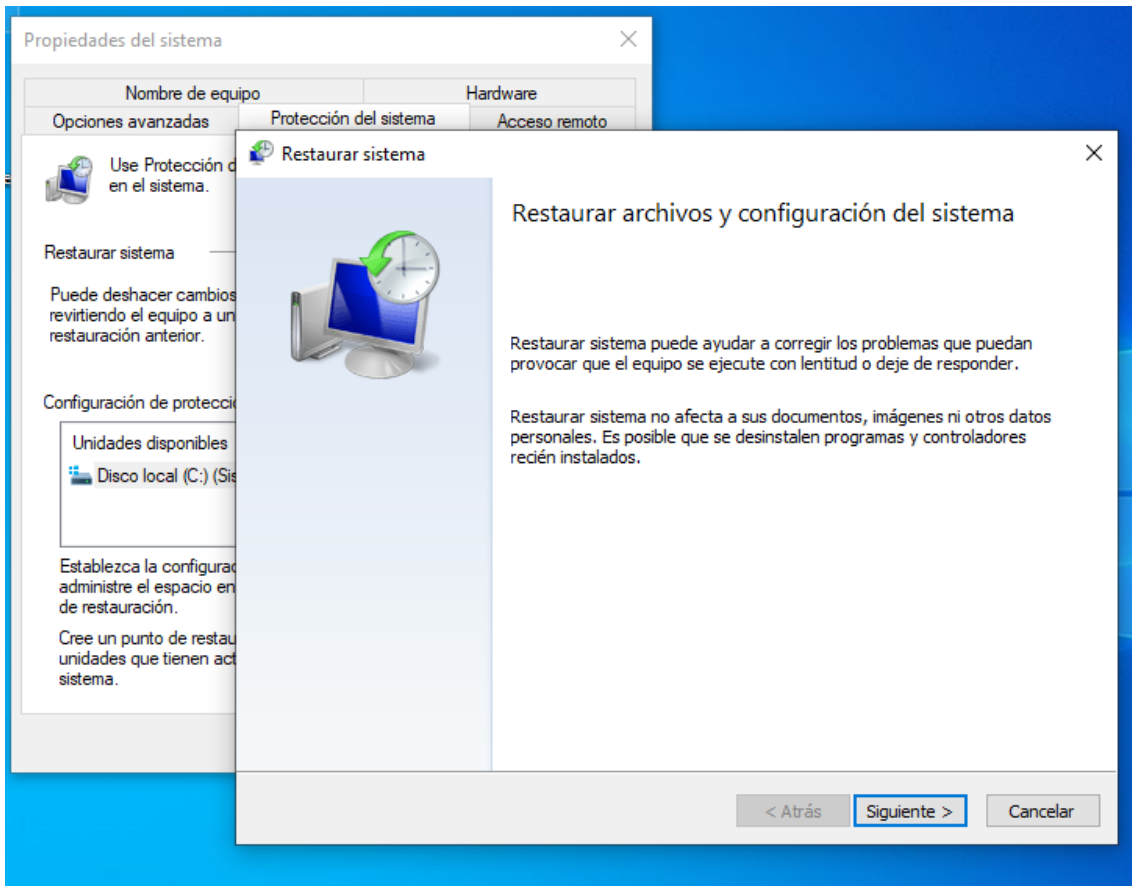 Propiedades del sistema
Nombre de equipo
Hardware
Opciones avanzadas
Protección del sistema
Acceso remoto
Use Protección d
en el sistema.
Restaurar sistema
Puede deshacer cambios
revirtiendo el equipo a un
restauración anterior.
Configuración de protecció
Unidades disponibles
Disco local (C:) (Sis
Establezca la configurac
administre el espacio en
de restauración.
Cree un punto de restau
unidades que tienen act
sistema.
Restaurar sistema
Restaurar archivos y configuración del sistema
Restaurar sistema puede ayudar a corregir los problemas que puedan
provocar que el equipo se ejecute con lentitud o deje de responder.
Restaurar sistema no afecta a sus documentos, imágenes ni otros datos
personales. Es posible que se desinstalen programas y controladores
recién instalados.
< Atrás
Siguiente >
Cancelar